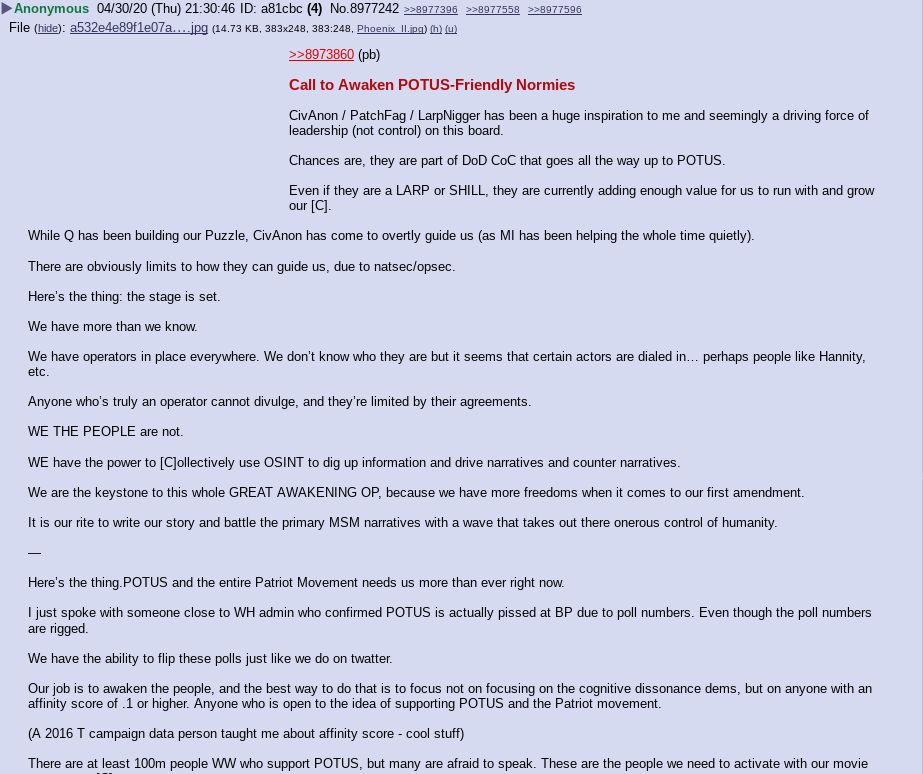 Anonymous 04/30/20 (Thu) 21:30:46 ID: a81cbc (4) No.8977242 >>8977396 >>8977558 >>8977596
File (hide): a532e4e89f1e07a….jpg (14.73 KB, 383x248, 383:248, Phoenix_II.jpg) (h) (u)
>>8973860 (pb)
Call to Awaken POTUS-Friendly Normies
CivAnon / PatchFag / LarpNigger has been a huge inspiration to me and seemingly a driving force of
leadership (not control) on this board.
Chances are, they are part of DoD CoC that goes all the way up to POTUS.
Even if they are a LARP or SHILL, they are currently adding enough value for us to run with and grow
our [C].
While Q has been building our Puzzle, CivAnon has come to overtly guide us (as MI has been helping the whole time quietly).
There are obviously limits to how they can guide us, due to natsec/opsec.
Here’s the thing: the stage is set.
We have more than we know.
We have operators in place everywhere. We don’t know who they are but it seems that certain actors are dialed in… perhaps people like Hannity,
etc.
Anyone who’s truly an operator cannot divulge, and they’re limited by their agreements.
WE THE PEOPLE are not.
WE have the power to [C]ollectively use OSINT to dig up information and drive narratives and counter narratives.
We are the keystone to this whole GREAT AWAKENING OP, because we have more freedoms when it comes to our first amendment.
It is our rite to write our story and battle the primary MSM narratives with a wave that takes out there onerous control of humanity.
—
Here’s the thing.POTUS and the entire Patriot Movement needs us more than ever right now.
I just spoke with someone close to WH admin who confirmed POTUS is actually pissed at BP due to poll numbers. Even though the poll numbers
are rigged.
We have the ability to flip these polls just like we do on twatter.
Our job is to awaken the people, and the best way to do that is to focus not on focusing on the cognitive dissonance dems, but on anyone with an
affinity score of .1 or higher. Anyone who is open to the idea of supporting POTUS and the Patriot movement.
(A 2016 T campaign data person taught me about affinity score - cool stuff)
There are at least 100m people WW who support POTUS, but many are afraid to speak. These are the people we need to activate with our movie